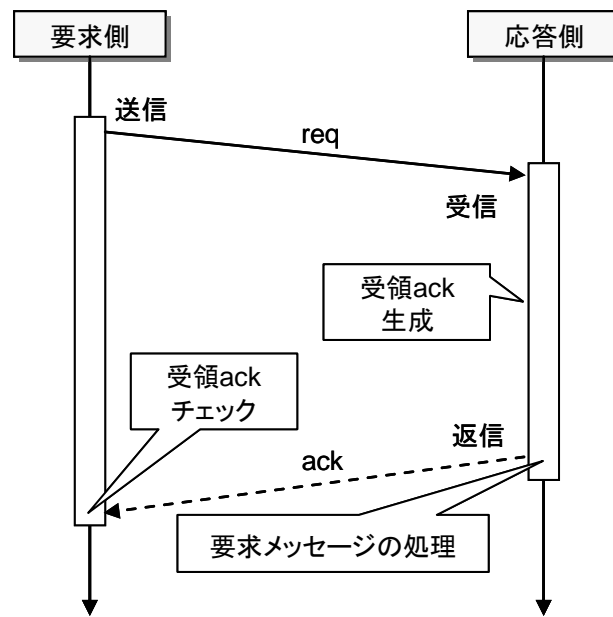 要求側
応答側
送信
req
受信
受領ack
生成
受領ack
チェック
返信
ack
要求メッセージの処理